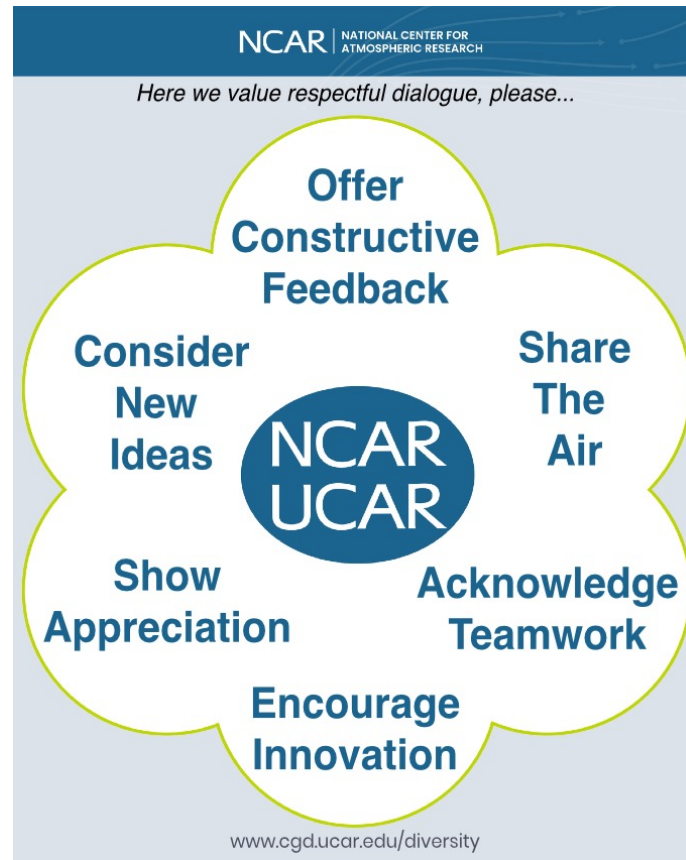 NCAR
NATIONAL CENTER FOR
ATMOSPHERIC RESEARCH
Here we value respectful dialogue, please...
Offer
Constructive
Feedback
Share
The
Air
Acknowledge
Teamwork
Encourage
Innovation
Show
Appreciation
Consider
New
Ideas
NCAR
UCAR
www.cgd.ucar.edu/diversity